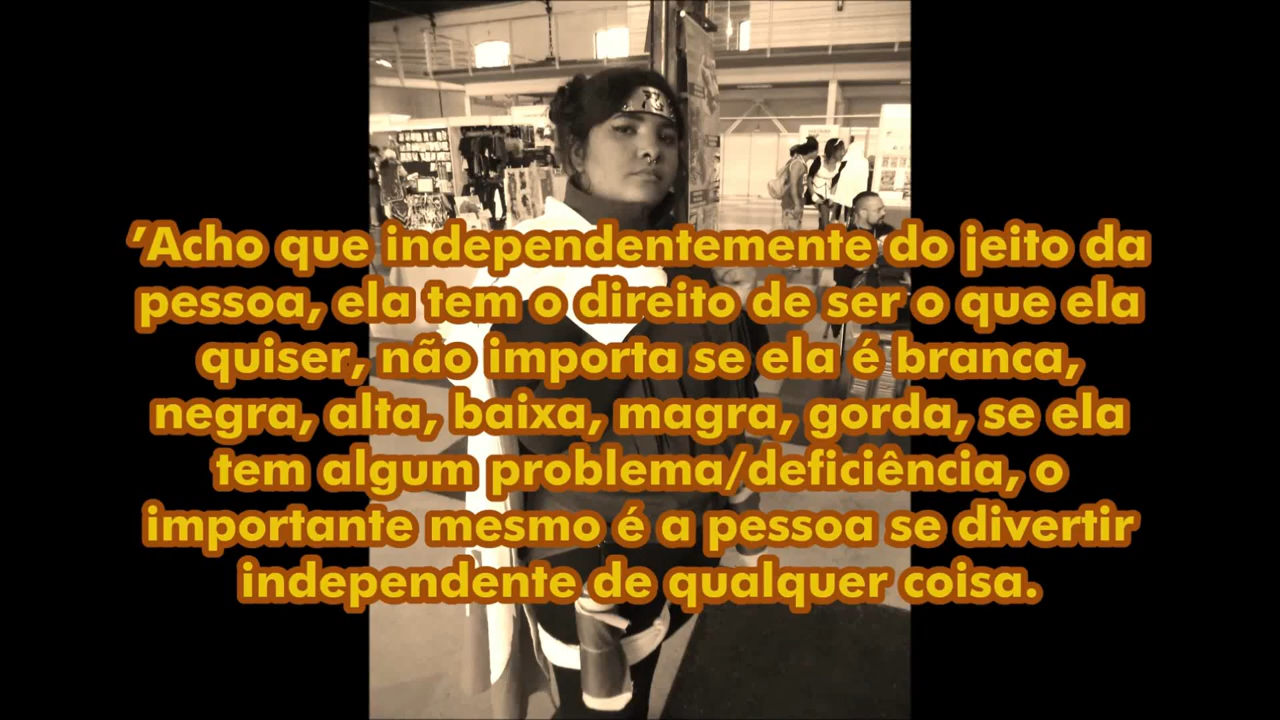 ’Acho que independentemente do jeito da
pessoa, ela tem o direito de ser o que ela
quiser, não importa se ela é branca,
negra, alta, baixa, magra, gorda, se ela
tem algum problema/deficiência, o
importante mesmo é a pessoa se divertir
independente de qualquer coisa.